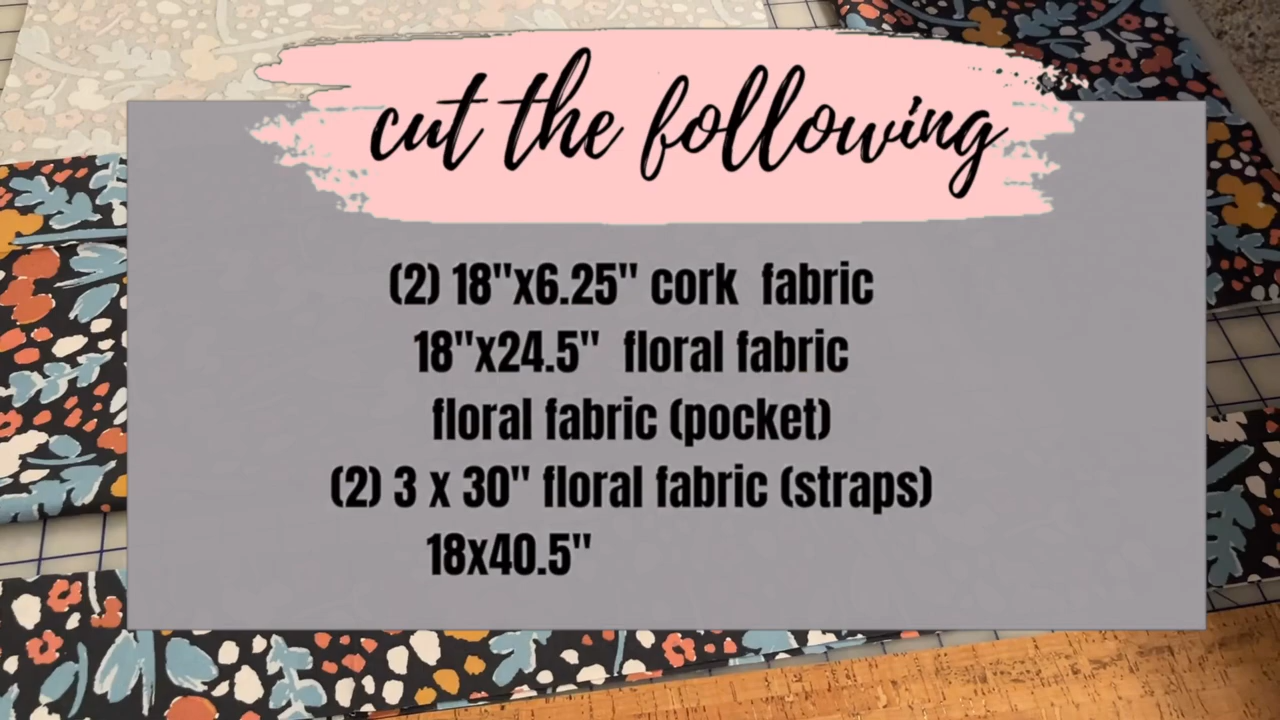 cut the following
(2) 18"x6.25" cork fabric
18"x24.5" floral fabric
floral fabric (pocket)
(2) 3 x 30" floral fabric (straps)
18x40.5"